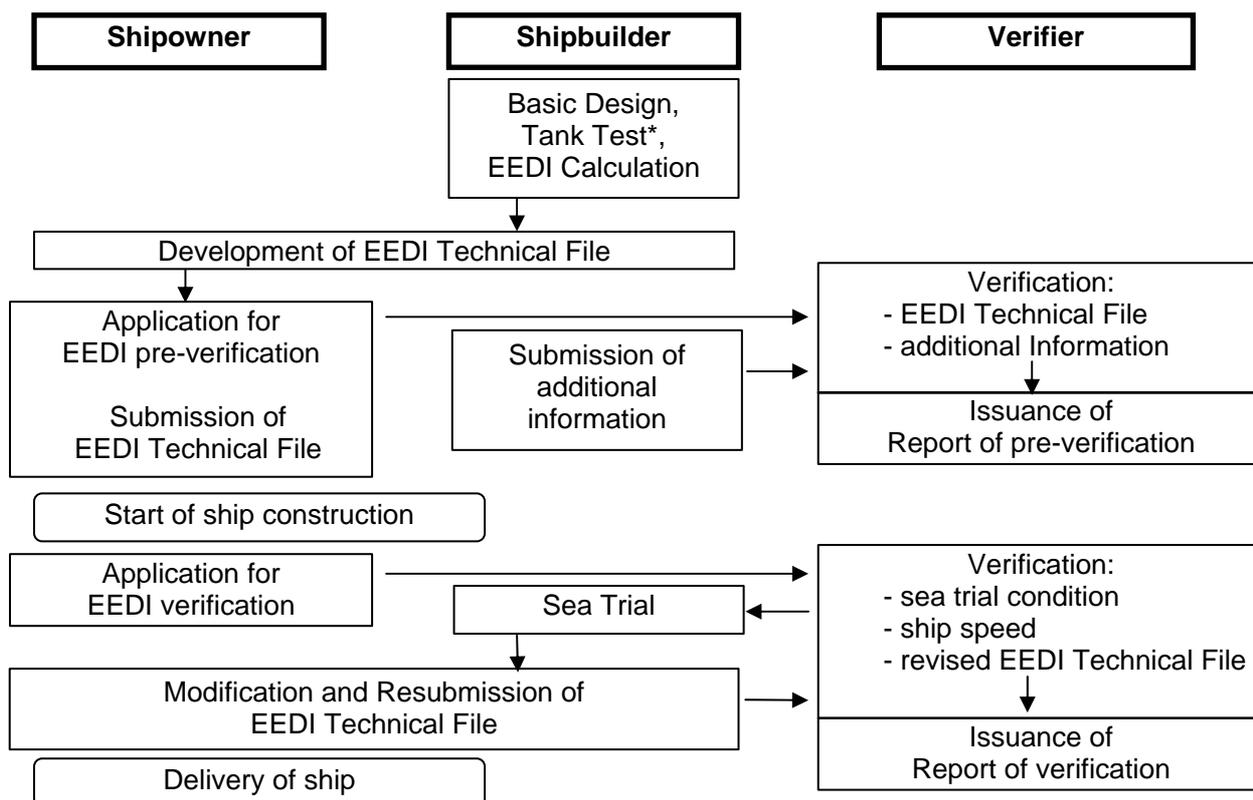 Shipowner
Shipbuilder
Verifier
Basic Design,
Tank Test*,
EEDI Calculation
Development of EEDI Technical File
Application for
EEDI pre-verification
Submission of
EEDI Technical File
Submission of
additional
information
Verification:
- EEDI Technical File
- additional Information
Issuance of
Report of pre-verification
Start of ship construction
Application for
EEDI verification
Sea Trial
Verification:
- sea trial condition
- ship speed
- revised EEDI Technical File
Modification and Resubmission of
EEDI Technical File
Issuance of
Report of verification
Delivery of ship